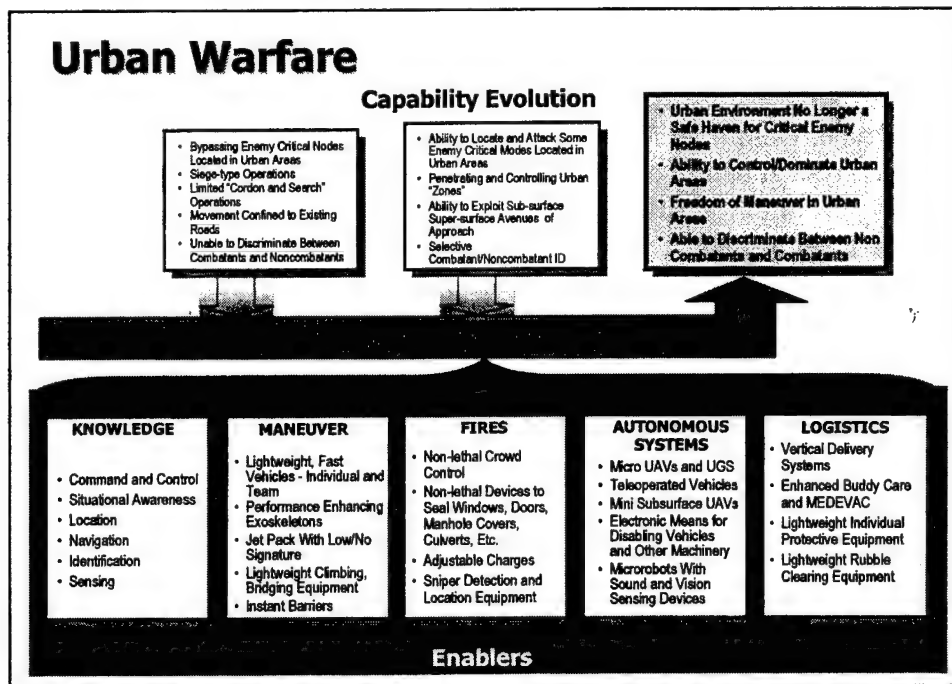 Urban Warfare
Capability Evolution
• Bypassing Enemy Critical Nodes
Located in Urban Areas
• Siege-type Operations
• Limited "Cordon and Search"
Operations
• Movement Confined to Existing
Roads
• Unable to Discriminate Between
Combatants and Noncombatants
• Ability to Locate and Attack Some
Enemy Critical Modes Located in
Urban Areas
• Penetrating and Controlling Urban
"Zones"
• Ability to Exploit Sub-surface
Super-surface Avenues of
Approach
• Selective
Combatant/Noncombatant ID
• Urban Environment No Longer a
Safe Haven for Critical Enemy
Nodes
• Ability to Control/Dominate Urban
Areas
• Freedom of Maneuver in Urban
Areas
• Able to Discriminate Between Non
Combatants and Combatants
KNOWLEDGE
• Command and Control
• Situational Awareness
• Location
• Navigation
• Identification
• Sensing
MANEUVER
• Lightweight, Fast
Vehicles - Individual and
Team
• Performance Enhancing
Exoskeletons
• Jet Pack With Low/No
Signature
• Lightweight Climbing,
Bridging Equipment
• Instant Barriers
FIRES
• Non-lethal Crowd
Control
• Non-lethal Devices to
Seal Windows, Doors,
Manhole Covers,
Culverts, Etc.
• Adjustable Charges
• Sniper Detection and
Location Equipment
AUTONOMOUS
SYSTEMS
• Micro UAVs and UGS
• Teleoperated Vehicles
• Mini Subsurface UAVs
• Electronic Means for
Disabling Vehicles
and Other Machinery
• Microrobots With
Sound and Vision
Sensing Devices
LOGISTICS
• Vertical Delivery
Systems
• Enhanced Buddy Care
and MEDEVAC
• Lightweight Individual
Protective Equipment
• Lightweight Rubble
Clearing Equipment
Enablers